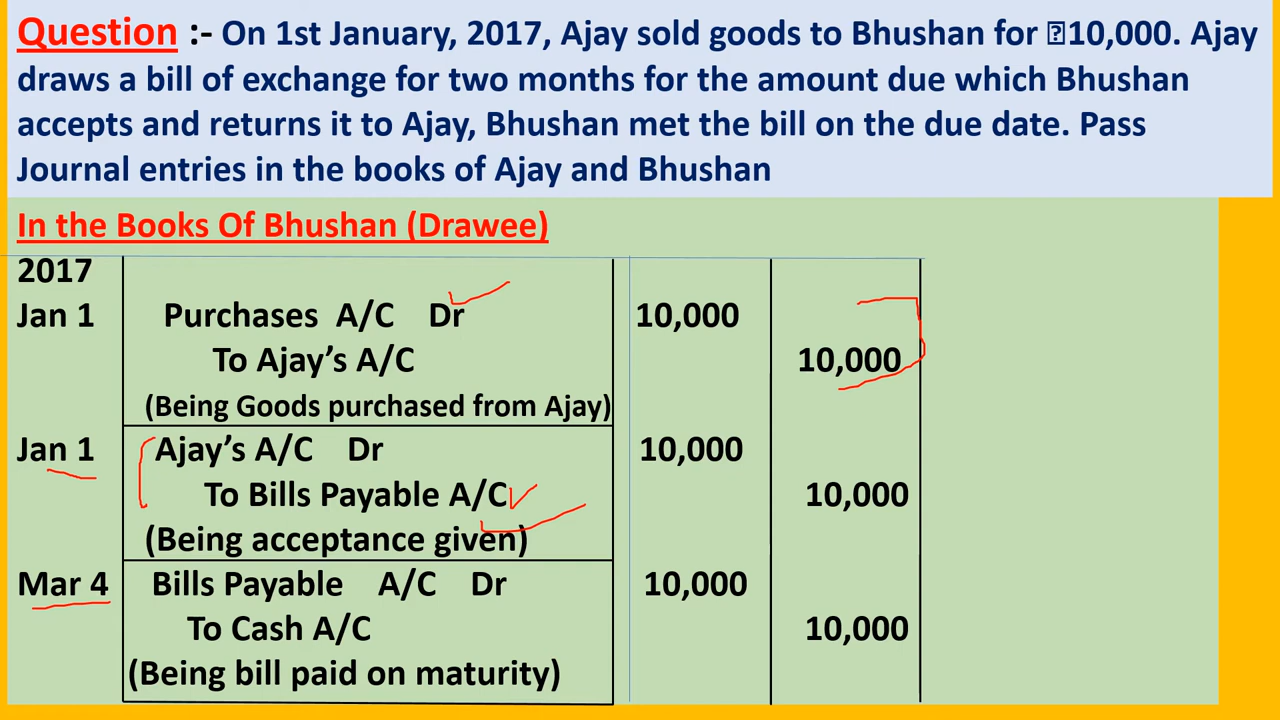 Question :- On 1st January, 2017, Ajay sold goods to Bhushan for 10,000. Ajay
draws a bill of exchange for two months for the amount due which Bhushan
accepts and returns it to Ajay, Bhushan met the bill on the due date. Pass
Journal entries in the books of Ajay and Bhushan
In the Books Of Bhushan (Drawee)
2017
Jan 1 Purchases A/C Dr 10,000
To Ajay’s A/C 10,000
(Being Goods purchased from Ajay)
Jan 1 Ajay’s A/C Dr 10,000
To Bills Payable A/C 10,000
(Being acceptance given)
Mar 4 Bills Payable A/C Dr 10,000
To Cash A/C 10,000
(Being bill paid on maturity)